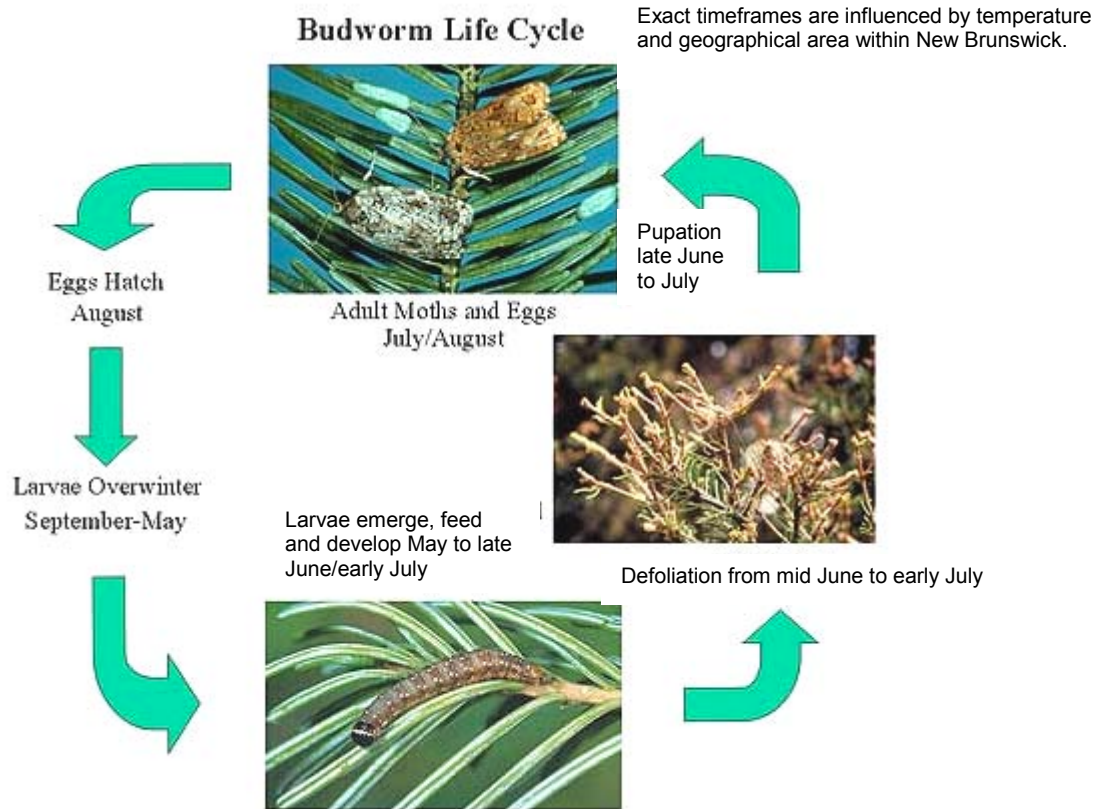 Budworm Life Cycle
Exact timeframes are influenced by temperature
and geographical area within New Brunswick.
Adult Moths and Eggs
July/August
Eggs Hatch
August
Larvae Overwinter
September-May
Larvae emerge, feed
and develop May to late
June/early July
Defoliation from mid June to early July
Pupation
late June
to July